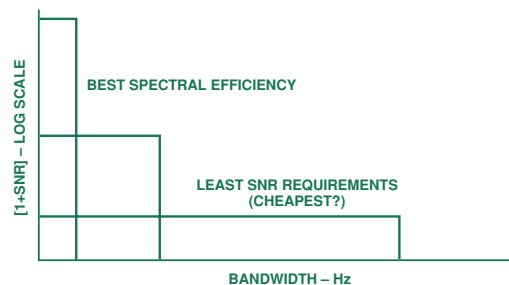 [1+SNR] – LOG SCALE
BEST SPECTRAL EFFICIENCY
LEAST SNR REQUIREMENTS
(CHEAPEST?)
BANDWIDTH – Hz